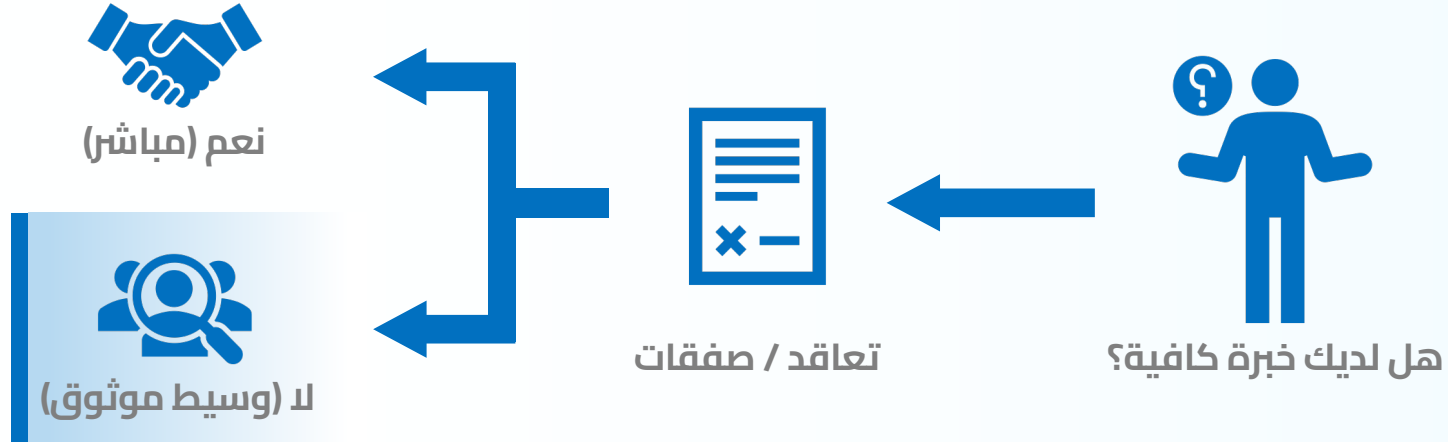 هل لديك خبرة كافية؟
تعاقد / صفقات
نعم (مباشر)
لا (وسيط موثوق)
؟